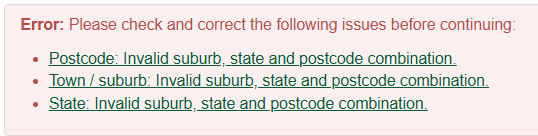 Error: Please check and correct the following issues before continuing:
• Postcode: Invalid suburb, state and postcode combination.
• Town / suburb: Invalid suburb, state and postcode combination.
• State: Invalid suburb, state and postcode combination.